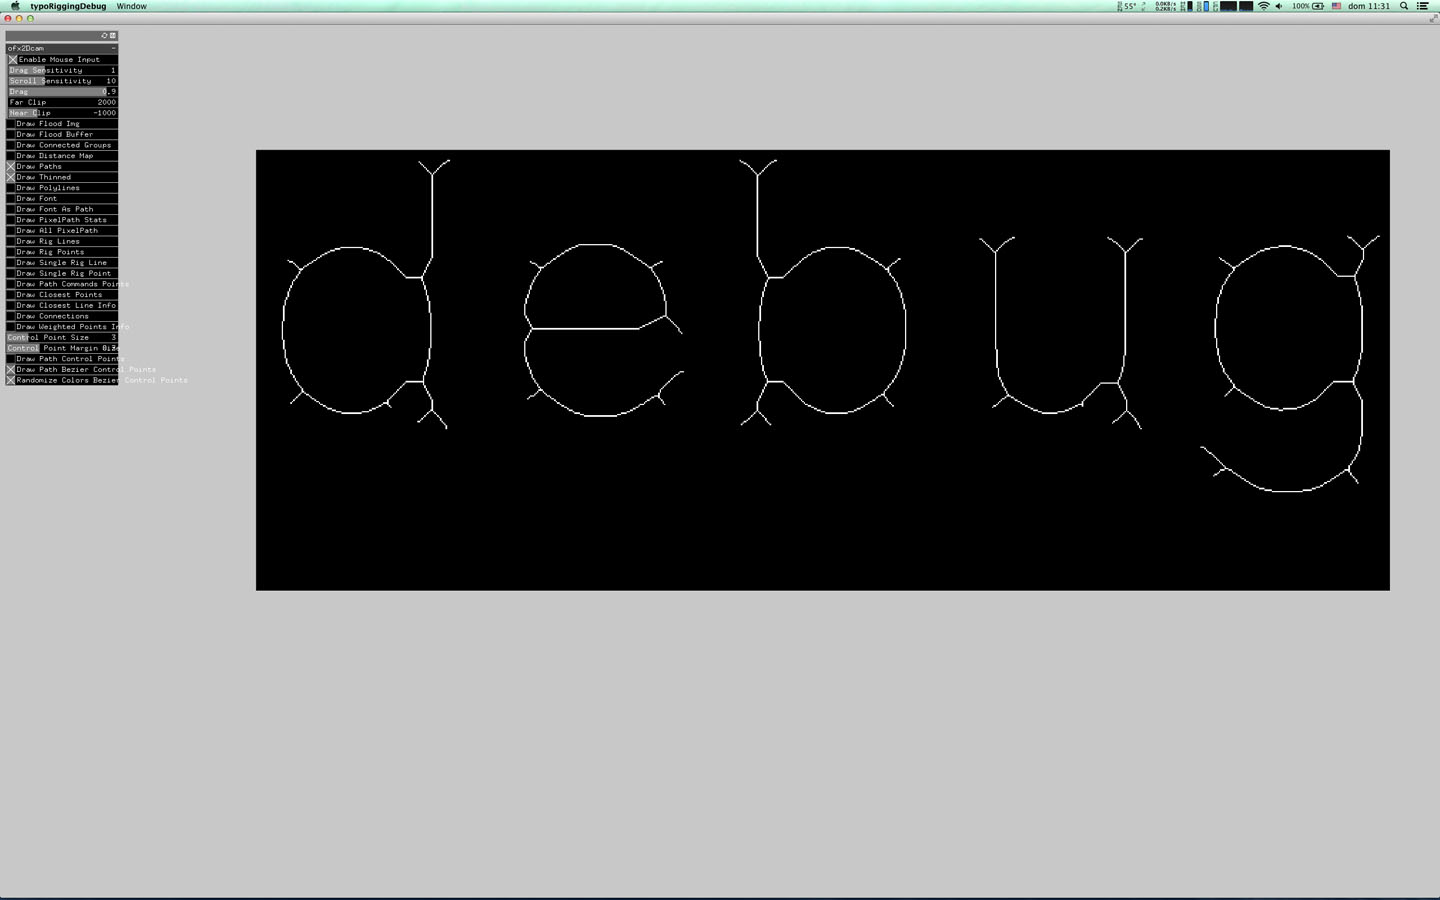 typoRiggingDebug Window 55° 0.0KB/s 0.2KB/s 100% dom 11:31
ofx2Dcam -
Enable Mouse Input
Drag Sensitivity 1
Scroll Sensitivity 10
Drag 0.9
Far Clip 2000
Near Clip -1000
Draw Flood Img
Draw Flood Buffer
Draw Connected Groups
Draw Distance Map
Draw Paths
Draw Thinned
Draw Polylines
Draw Font
Draw Font As Path
Draw PixelPath Stats
Draw All PixelPath
Draw Rig Lines
Draw Rig Points
Draw Single Rig Line
Draw Single Rig Point
Draw Path Commands Points
Draw Closest Points
Draw Closest Line Info
Draw Connections
Draw Weighted Points Info
Control Point Size 3
Control Point Margin Size
Draw Path Control Points
Draw Path Bezier Control Points
Randomize Colors Bezier Control Points
debug